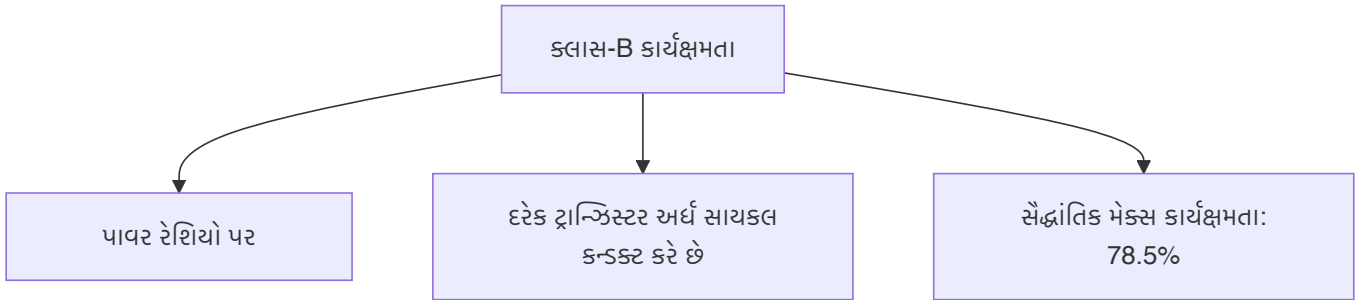 ક્લાસ-B કાર્યક્ષમતા
પાવર રેશિયો પર
દરેક ટ્રાન્ઝિસ્ટર અર્ધ સાયકલ
કન્ડક્ટ કરે છે
સૈદ્ધાંતિક મેક્સ કાર્યક્ષમતા:
78.5%